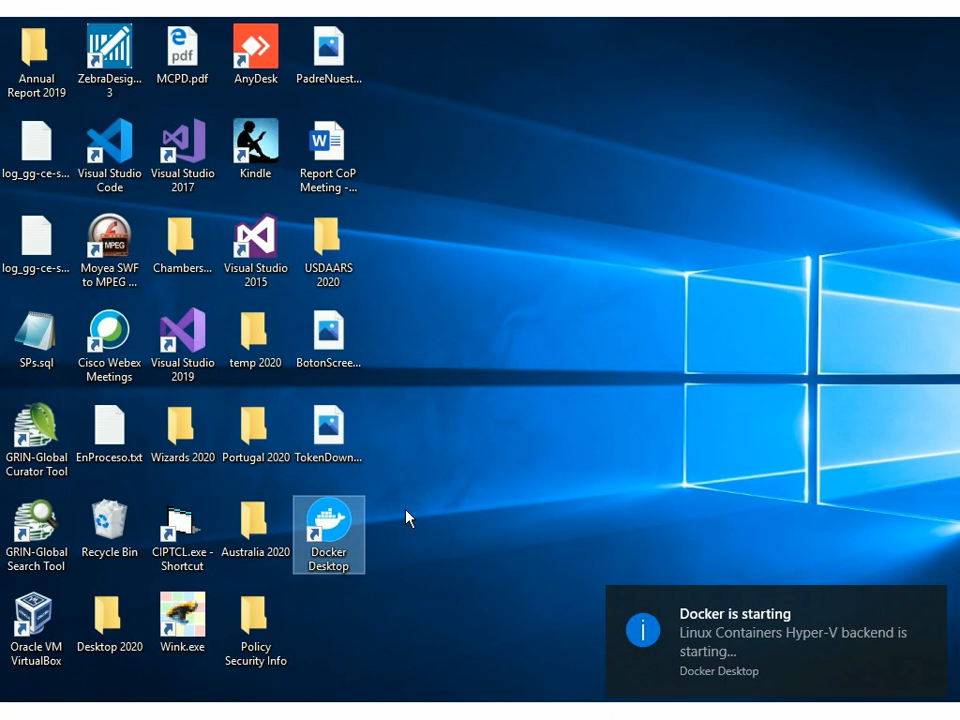 Annual
Report 2019
ZebraDesig...
3
MCPD.pdf
AnyDesk
PadreNuest...
log_gg-ce-s...
Visual Studio
Code
Visual Studio
2017
Kindle
Report CoP
Meeting -...
log_gg-ce-s...
Moyea SWF
to MPEG ...
Chambers...
Visual Studio
2015
USDAARS
2020
SPs.sql
Cisco Webex
Meetings
Visual Studio
2019
temp 2020
BotonScree...
GRIN-Global
Curator Tool
EnProceso.txt
Wizards 2020
Portugal 2020
TokenDown...
GRIN-Global
Search Tool
Recycle Bin
CIPTCL.exe -
Shortcut
Australia 2020
Docker
Desktop
Oracle VM
VirtualBox
Desktop 2020
Wink.exe
Policy
Security Info
Docker is starting
Linux Containers Hyper-V backend is
starting...
Docker Desktop
pdf
MPEG
W